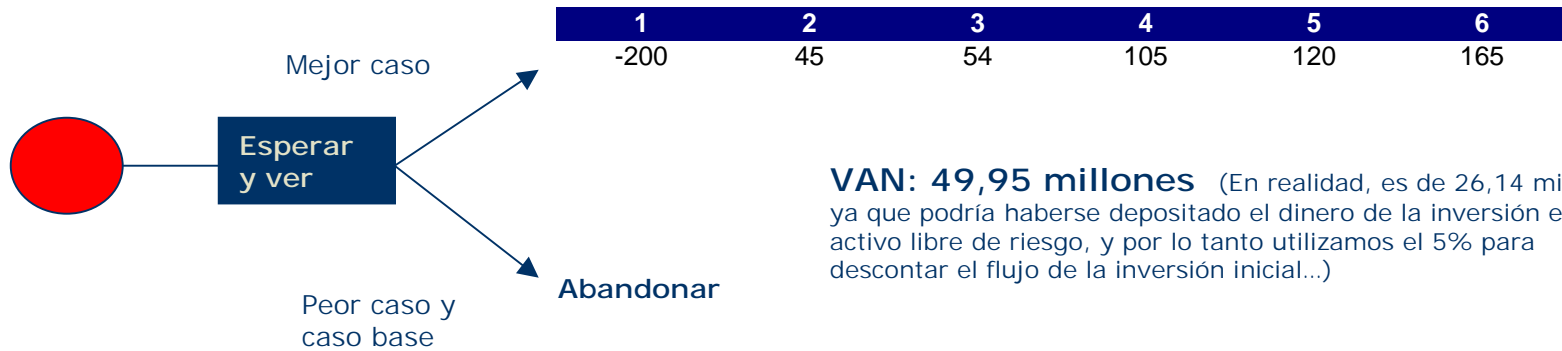 1 2 3 4 5 6
-200 45 54 105 120 165
Mejor caso
Esperar
y ver
VAN: 49,95 millones (En realidad, es de 26,14 mi
ya que podría haberse depositado el dinero de la inversión e
activo libre de riesgo, y por lo tanto utilizamos el 5% para
descontar el flujo de la inversión inicial...)
Abandonar
Peor caso y
caso base